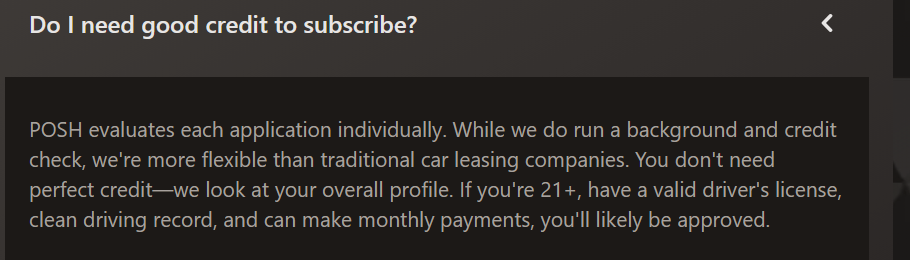 Do I need good credit to subscribe?
POSH evaluates each application individually. While we do run a background and credit
check, we're more flexible than traditional car leasing companies. You don't need
perfect credit—we look at your overall profile. If you're 21+, have a valid driver's license,
clean driving record, and can make monthly payments, you'll likely be approved.